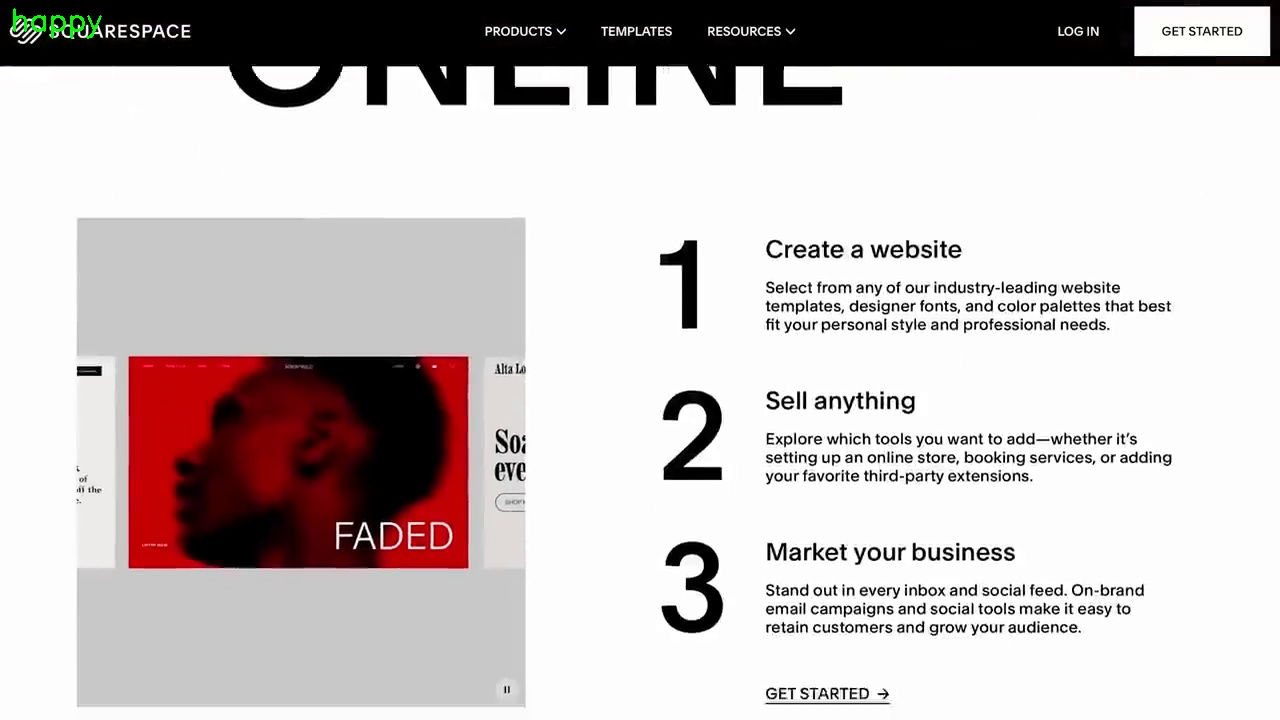 happy
SQUARESPACE
PRODUCTS
TEMPLATES
RESOURCES
LOG IN
GET STARTED
ONLINE
1
Create a website
Select from any of our industry-leading website
templates, designer fonts, and color palettes that best
fit your personal style and professional needs.
2
Sell anything
Explore which tools you want to add—whether it's
setting up an online store, booking services, or adding
your favorite third-party extensions.
3
Market your business
Stand out in every inbox and social feed. On-brand
email campaigns and social tools make it easy to
retain customers and grow your audience.
GET STARTED →
of
off the
e.
FADED
Alta Lo
Soa
eve